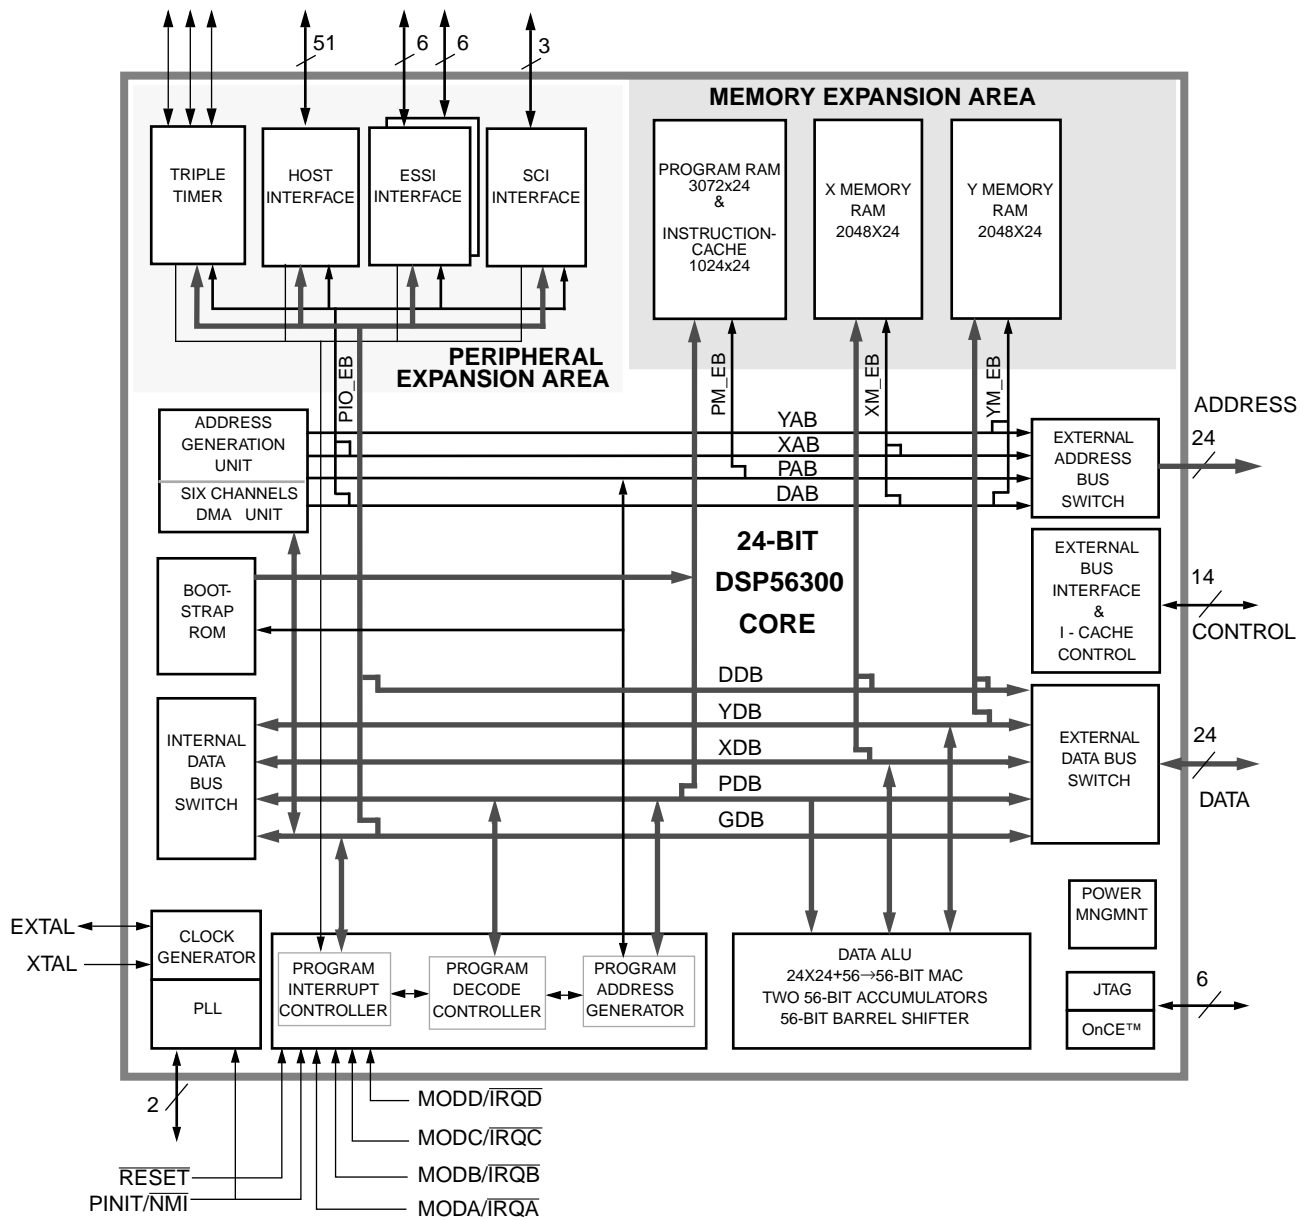 51
6
6
3
MEMORY EXPANSION AREA
TRIPLE
TIMER
HOST
INTERFACE
ESSI
INTERFACE
SCI
INTERFACE
PROGRAM RAM
3072x24
&
INSTRUCTION-
CACHE
1024x24
X MEMORY
RAM
2048X24
Y MEMORY
RAM
2048X24
PERIPHERAL
EXPANSION AREA
PIO_EB
PM_EB
XM_EB
YM_EB
ADDRESS
GENERATION
UNIT
SIX CHANNELS
DMA UNIT
YAB
XAB
PAB
DAB
EXTERNAL
ADDRESS
BUS
SWITCH
ADDRESS
24
24-BIT
DSP56300
CORE
BOOT-
STRAP
ROM
EXTERNAL
BUS
INTERFACE
&
I - CACHE
CONTROL
14
CONTROL
DDB
YDB
XDB
PDB
GDB
INTERNAL
DATA
BUS
SWITCH
EXTERNAL
DATA BUS
SWITCH
24
DATA
EXTAL
XTAL
CLOCK
GENERATOR
PLL
PROGRAM
INTERRUPT
CONTROLLER
PROGRAM
DECODE
CONTROLLER
PROGRAM
ADDRESS
GENERATOR
DATA ALU
24X24+56→56-BIT MAC
TWO 56-BIT ACCUMULATORS
56-BIT BARREL SHIFTER
POWER
MNGMNT
JTAG
OnCE™
6
2
MODD/IRQD
MODC/IRQC
RESET
MODB/IRQB
PINIT/NMI
MODA/IRQA